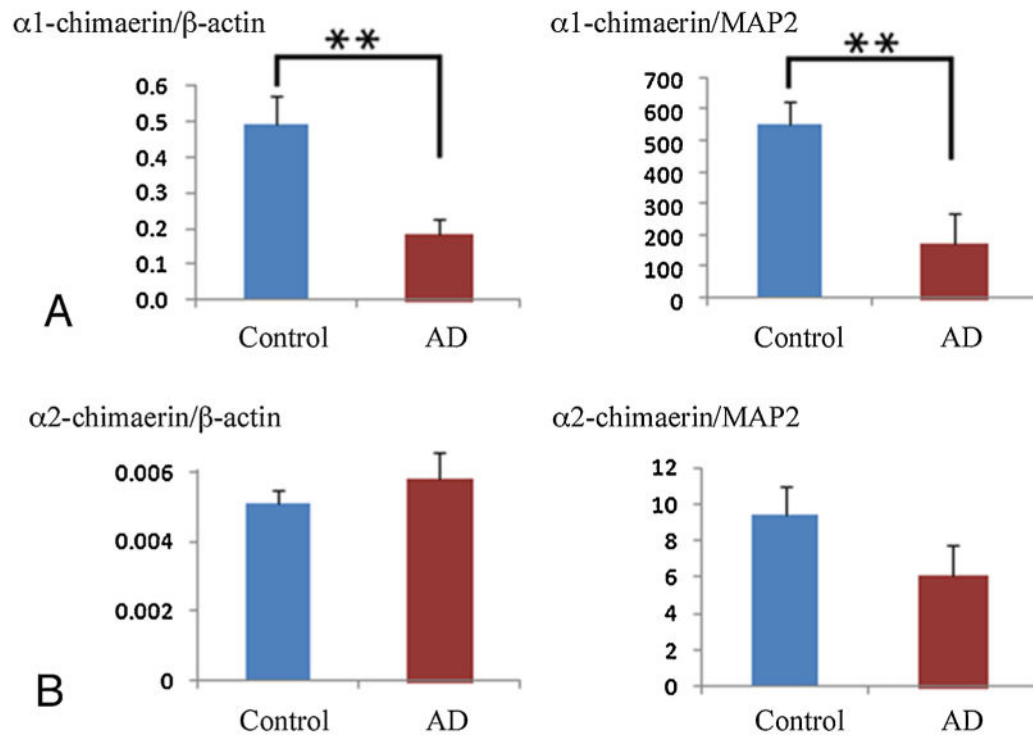 α1-chimaerin/β-actin
**
0.6
0.5
0.4
0.3
0.2
0.1
0.0
Control AD
α1-chimaerin/MAP2
**
700
600
500
400
300
200
100
0
Control AD
A
α2-chimaerin/β-actin
0.006
0.004
0.002
0
Control AD
α2-chimaerin/MAP2
12
10
8
6
4
2
0
Control AD
B